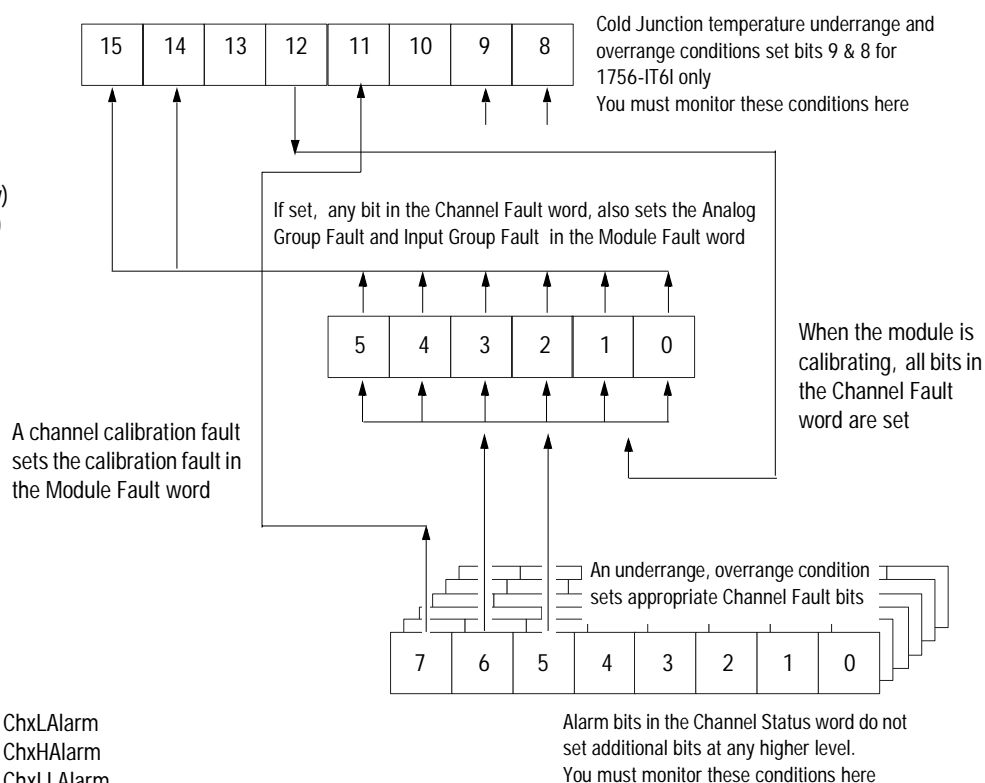 Cold Junction temperature underrange and
overrange conditions set bits 9 & 8 for
1756-IT6I only
You must monitor these conditions here
15 14 13 12 11 10 9 8
If set, any bit in the Channel Fault word, also sets the Analog
Group Fault and Input Group Fault in the Module Fault word
5 4 3 2 1 0
When the module is
calibrating, all bits in
the Channel Fault
word are set
A channel calibration fault
sets the calibration fault in
the Module Fault word
An underrange, overrange condition
sets appropriate Channel Fault bits
7 6 5 4 3 2 1 0
ChxLAlarm
ChxHAlarm
ChxLLAlarm
Alarm bits in the Channel Status word do not
set additional bits at any higher level.
You must monitor these conditions here